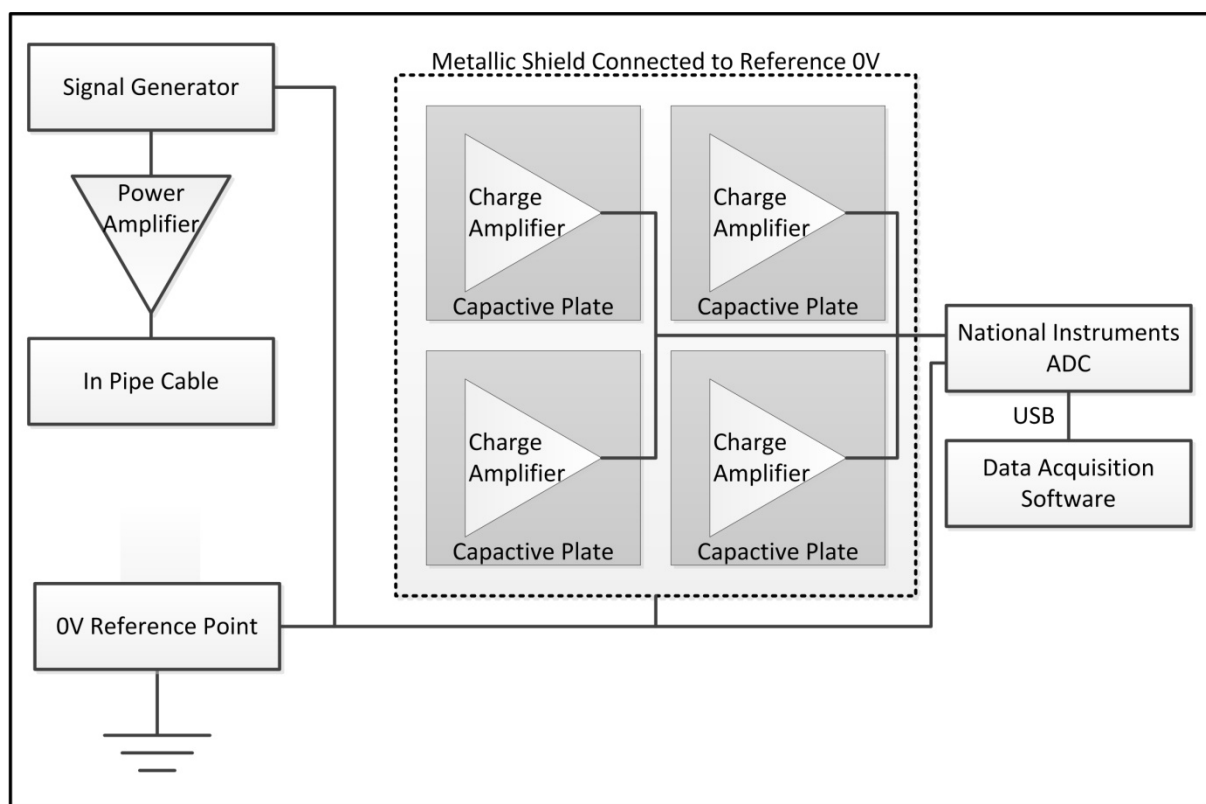 Metallic Shield Connected to Reference 0V
Signal Generator
Power
Amplifier
In Pipe Cable
0V Reference Point
Charge
Amplifier
Capactive Plate
Charge
Amplifier
Capactive Plate
Charge
Amplifier
Capactive Plate
Charge
Amplifier
Capactive Plate
National Instruments
ADC
USB
Data Acquisition
Software